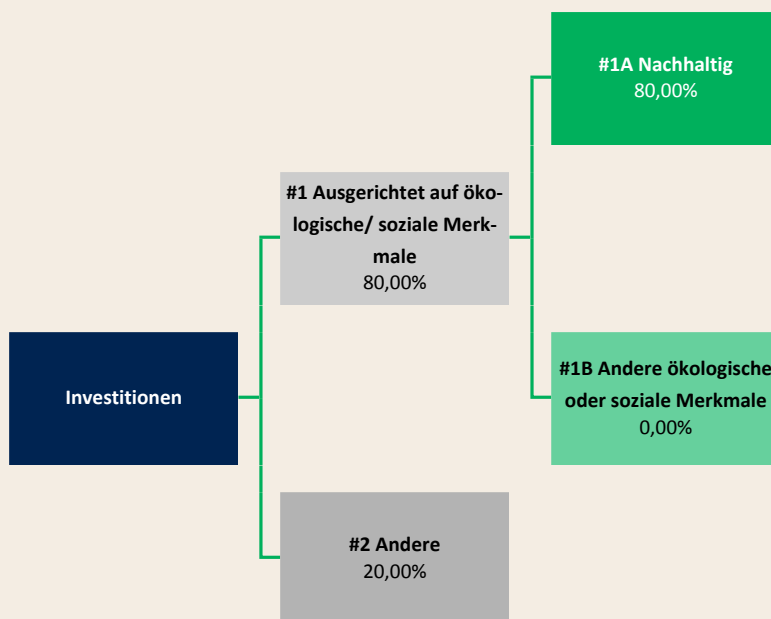 #1A Nachhaltig
80,00%
#1 Ausgerichtet auf öko-
logische/ soziale Merk-
male
80,00%
Investitionen
#1B Andere ökologische
oder soziale Merkmale
0,00%
#2 Andere
20,00%